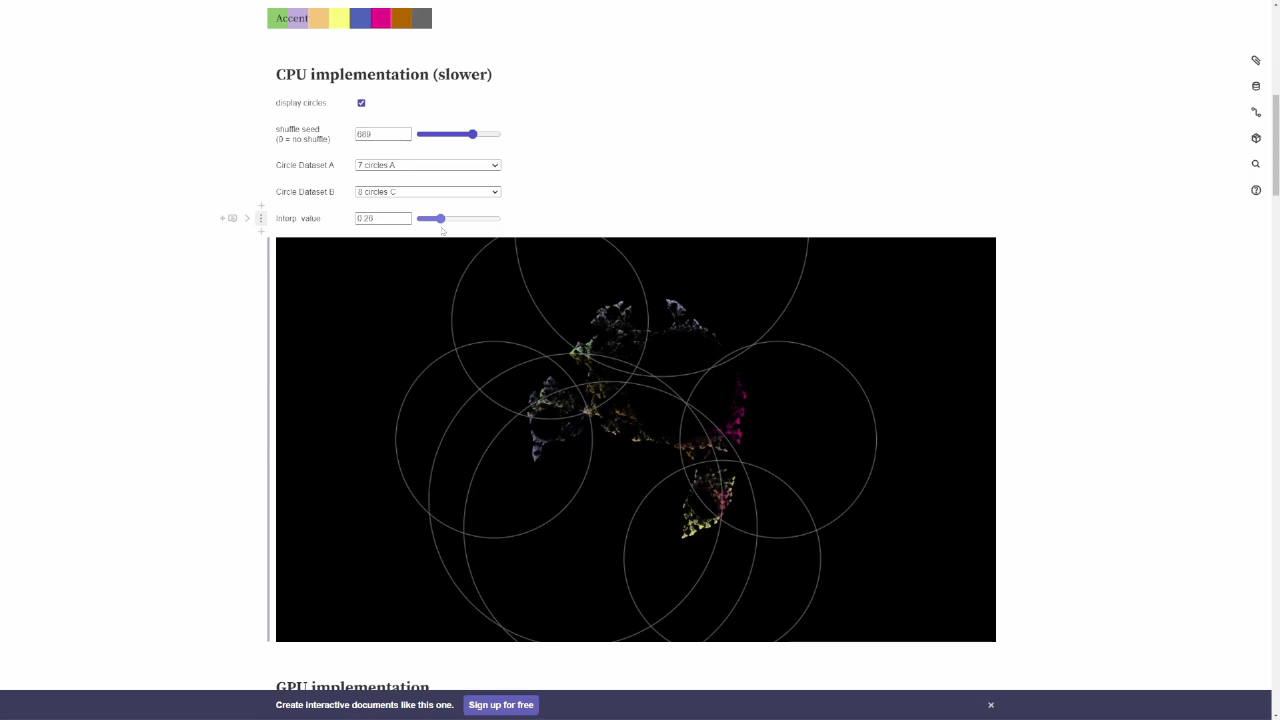 Accent
CPU implementation (slower)
display circles
shuffle seed
(0 = no shuffle)
689
Circle Dataset A
7 circles A
Circle Dataset B
8 circles C
Interp. value
0.26
GPU implementation
Create interactive documents like this one.
Sign up for free